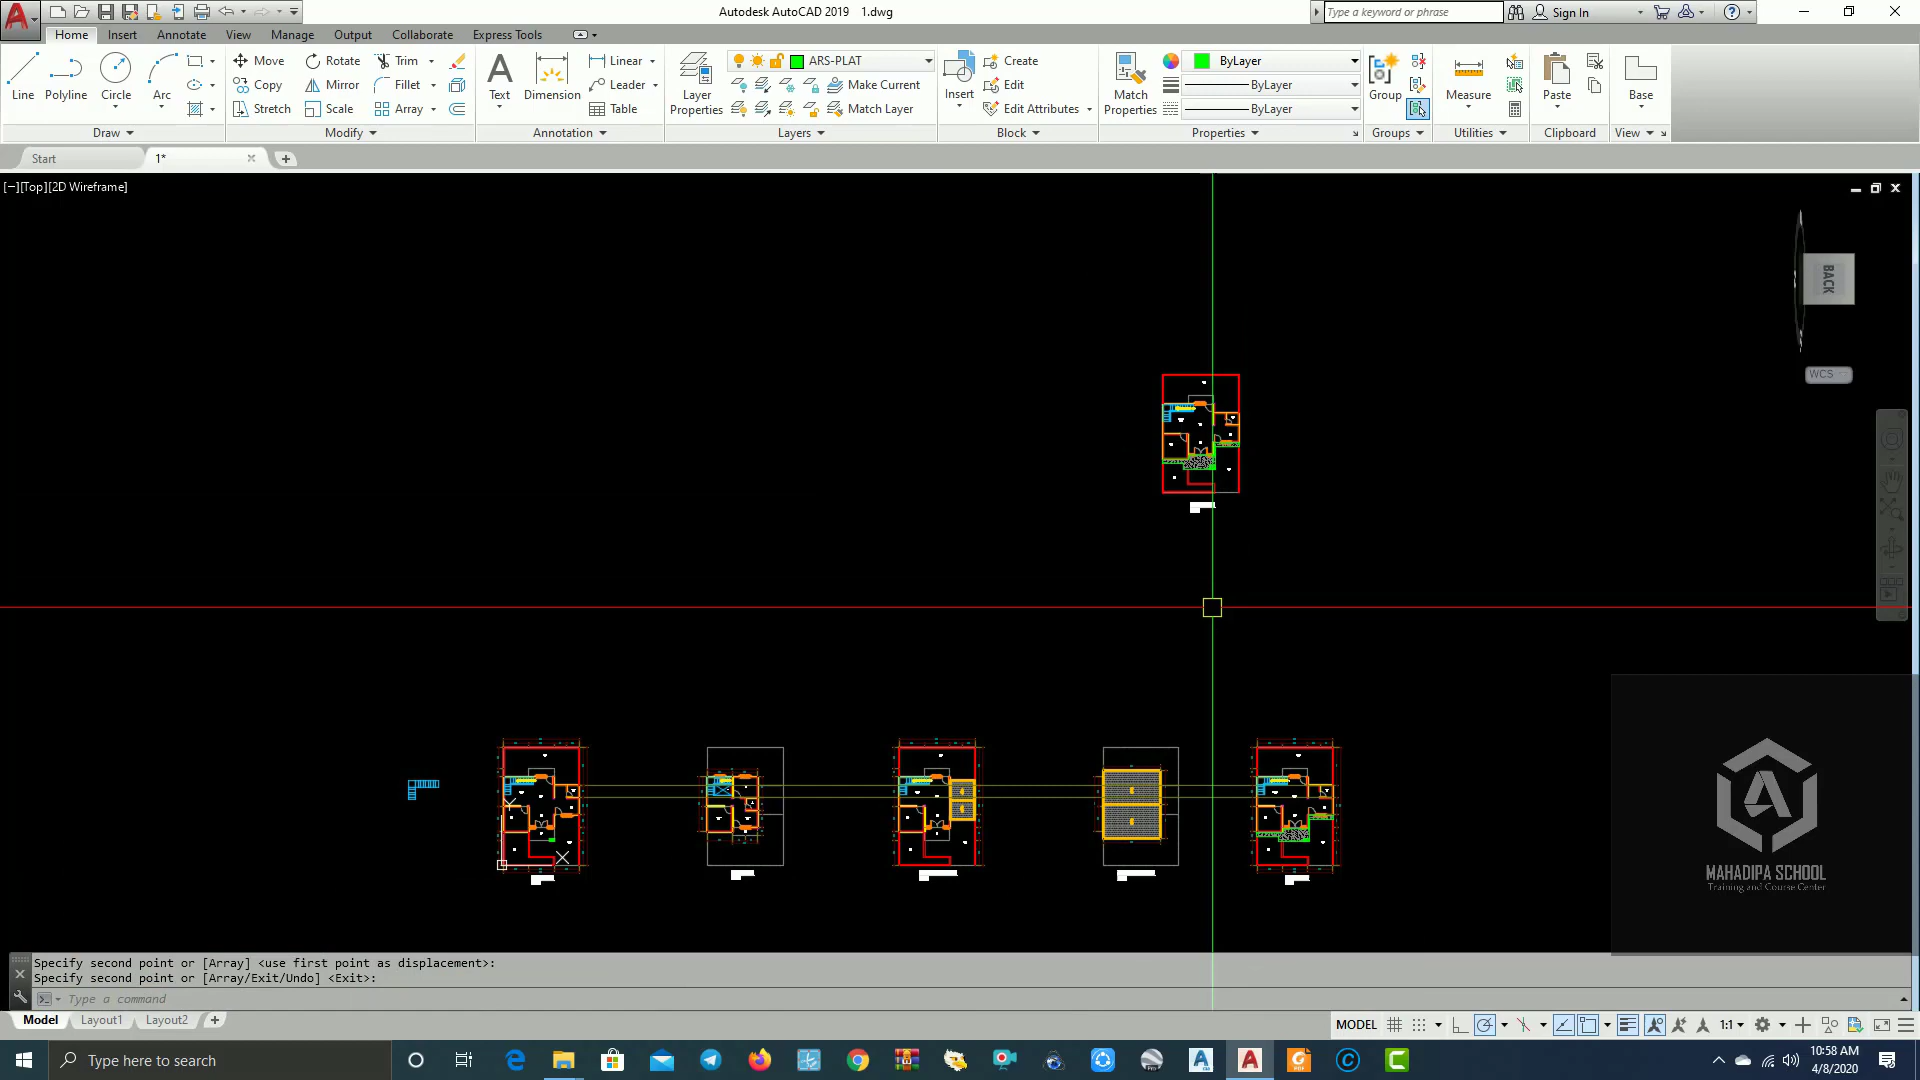 Autodesk AutoCAD 2019 1.dwg
Type a keyword or phrase
Sign In
Home Insert Annotate View Manage Output Collaborate Express Tools
Line Polyline Circle Arc
Move Rotate Trim
Copy Mirror Fillet
Stretch Scale Array
Text Dimension
Linear
Leader
Table
Layer Properties
ARS-PLAT
Make Current
Match Layer
Insert
Create
Edit
Edit Attributes
Match Properties
ByLayer
ByLayer
ByLayer
Group
Measure
Paste
Base
Draw Modify Annotation Layers Block Properties Groups Utilities Clipboard View
Start 1*
[−][Top][2D Wireframe]
BACK
WCS
MAHADIPA SCHOOL
Training and Course Center
Specify second point or [Array] <use first point as displacement>:
Specify second point or [Array/Exit/Undo] <Exit>:
Type a command
Model Layout1 Layout2
MODEL 1:1
Type here to search
10:58 AM
4/8/2020